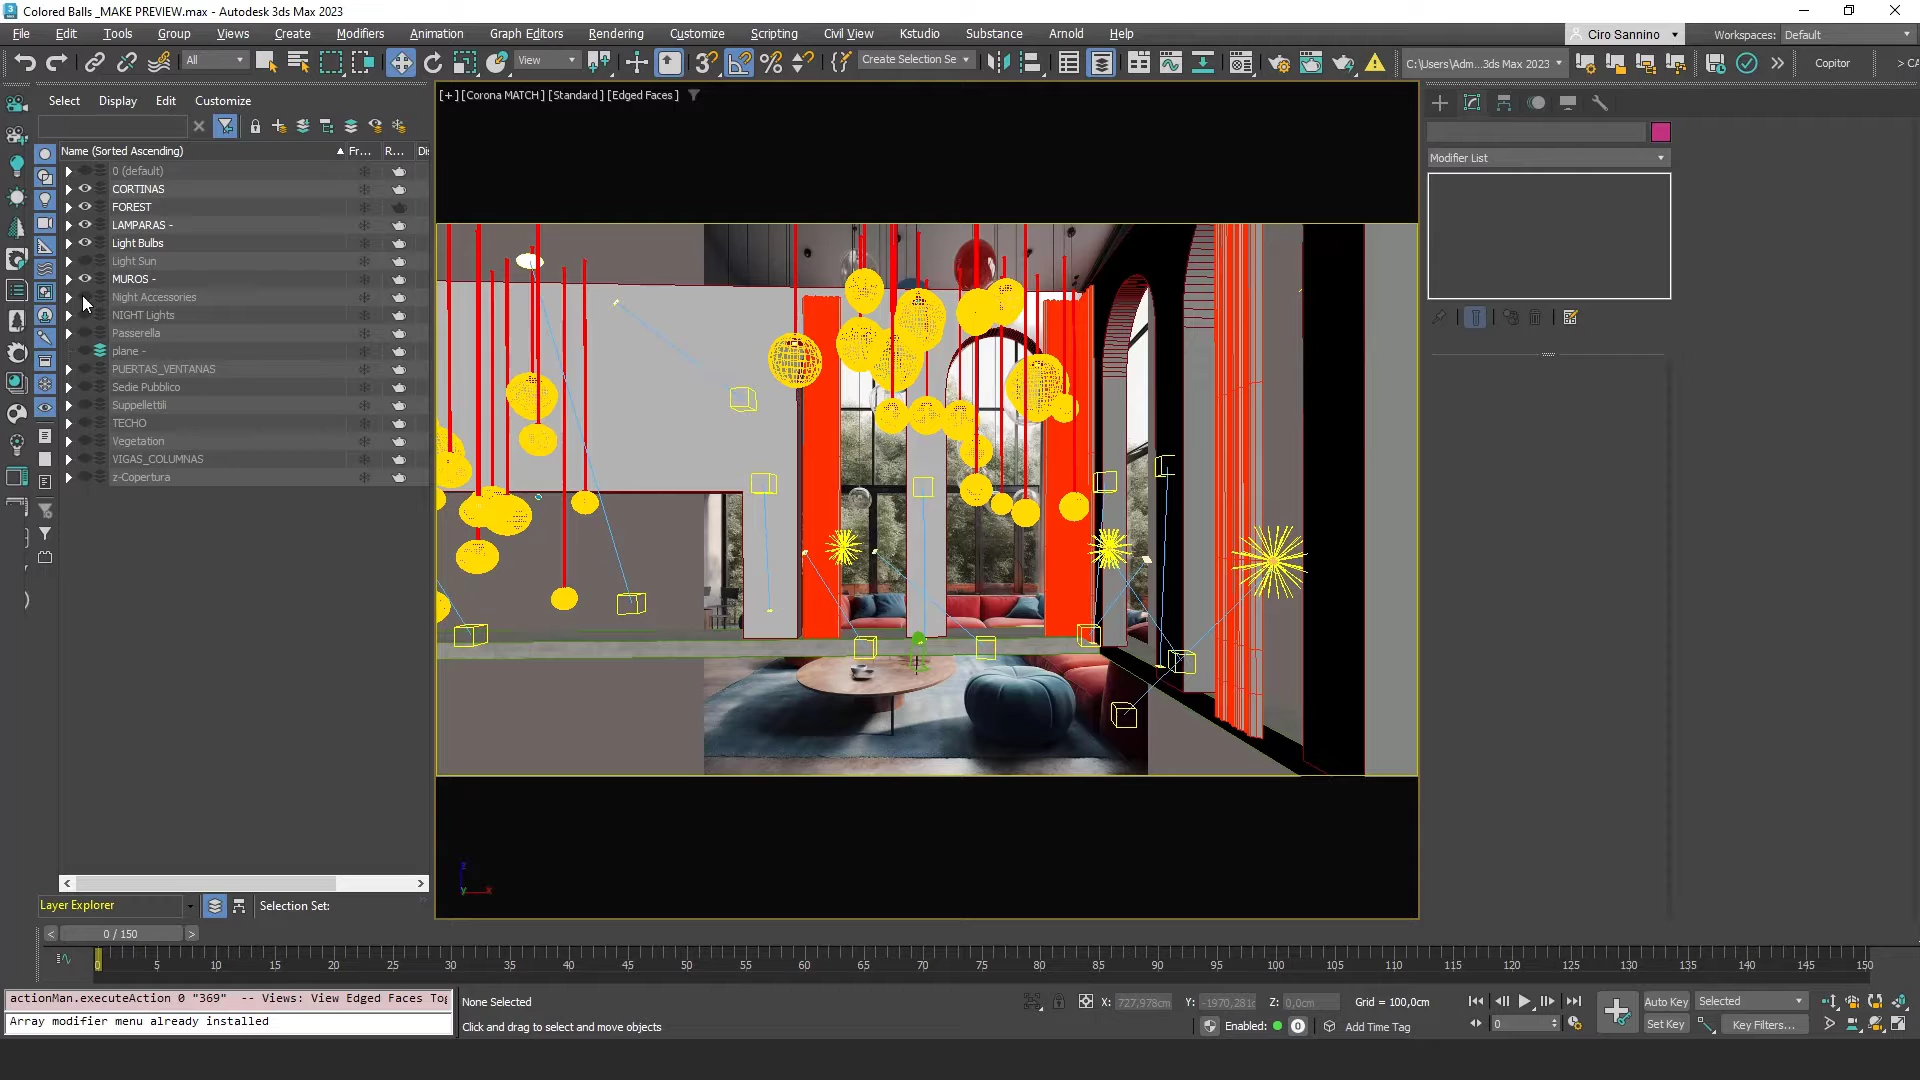 Colored Balls _MAKE PREVIEW.max - Autodesk 3ds Max 2023
File Edit Tools Group Views Create Modifiers Animation Graph Editors Rendering Customize Scripting Civil View Kstudio Substance Arnold Help
Ciro Sannino
Workspaces: Default
All
View
Create Selection Se
C:\Users\Adm...3ds Max 2023
Copitor
> CA
Select Display Edit Customize
Name (Sorted Ascending) Fr... R... Di
0 (default)
CORTINAS
FOREST
LAMPARAS -
Light Bulbs
Light Sun
MUROS -
Night Accessories
NIGHT Lights
Passerella
plane -
PUERTAS_VENTANAS
Sedie Pubblico
Suppellettili
TECHO
Vegetation
VIGAS_COLUMNAS
z-Copertura
[+] [Corona MATCH] [Standard] [Edged Faces]
z
y x
Modifier List
Layer Explorer
Selection Set:
< 0 / 150 >
0 5 10 15 20 25 30 35 40 45 50 55 60 65 70 75 80 85 90 95 100 105 110 115 120 125 130 135 140 145 150
actionMan.executeAction 0 "369" -- Views: View Edged Faces Tog
Array modifier menu already installed
None Selected
Click and drag to select and move objects
X: 727,978cm Y: -1970,281c Z: 0,0cm Grid = 100,0cm
Enabled: 0 Add Time Tag
0
Auto Key Selected
Set Key Key Filters...